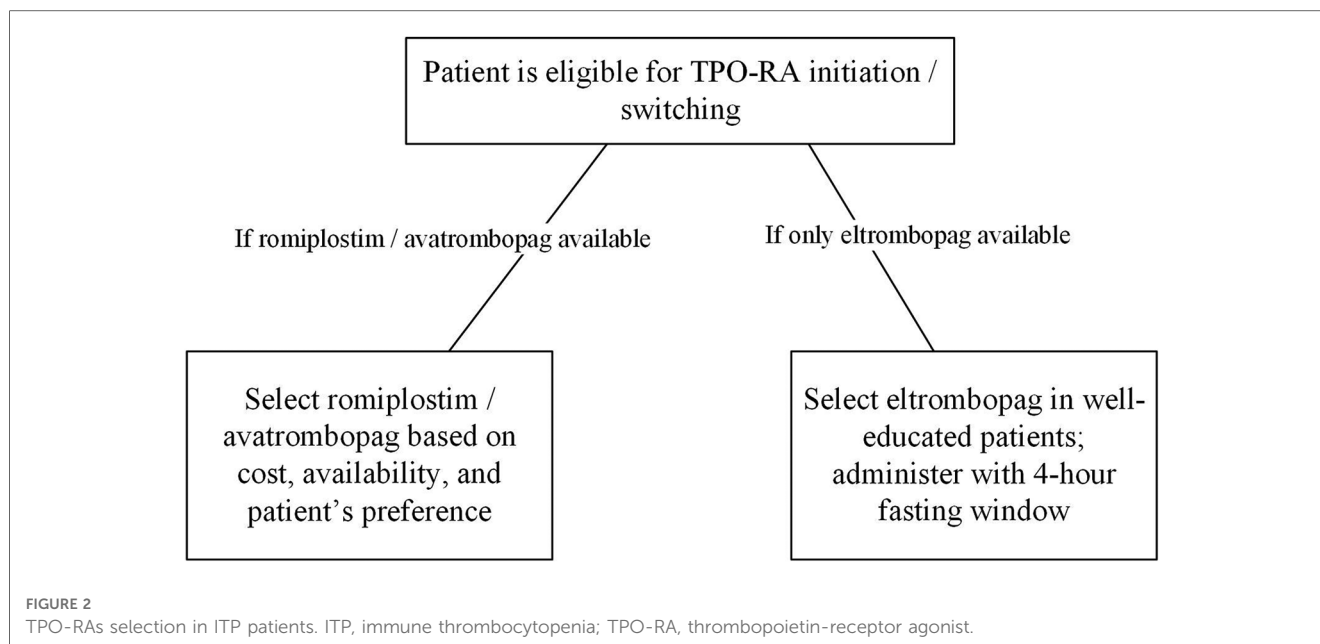 Patient is eligible for TPO-RA initiation /
switching
If romiplostim / avatrombopag available
If only eltrombopag available
Select romiplostim /
avatrombopag based on
cost, availability, and
patient's preference
Select eltrombopag in well-
educated patients;
administer with 4-hour
fasting window
FIGURE 2
TPO-RAs selection in ITP patients. ITP, immune thrombocytopenia; TPO-RA, thrombopoietin-receptor agonist.